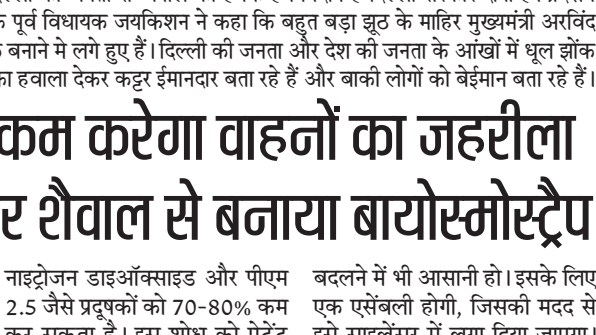 पूर्व विधायक जयकिशन ने कहा कि बहुत बड़ा झूठ के माहिर मुख्यमंत्री अरविंद
बनाने मे लगे हुए हैं। दिल्ली की जनता और देश की जनता के आंखों में धूल झोंक
का हवाला देकर कट्टर ईमानदार बता रहे हैं और बाकी लोगों को बेईमान बता रहे हैं।
कम करेगा वाहनों का जहरीला
र शैवाल से बनाया बायोस्मोस्ट्रैप
नाइट्रोजन डाइऑक्साइड और पीएम
2.5 जैसे प्रदूषकों को 70-80% कम
बदलने में भी आसानी हो। इसके लिए
एक एसेंबली होगी, जिसकी मदद से